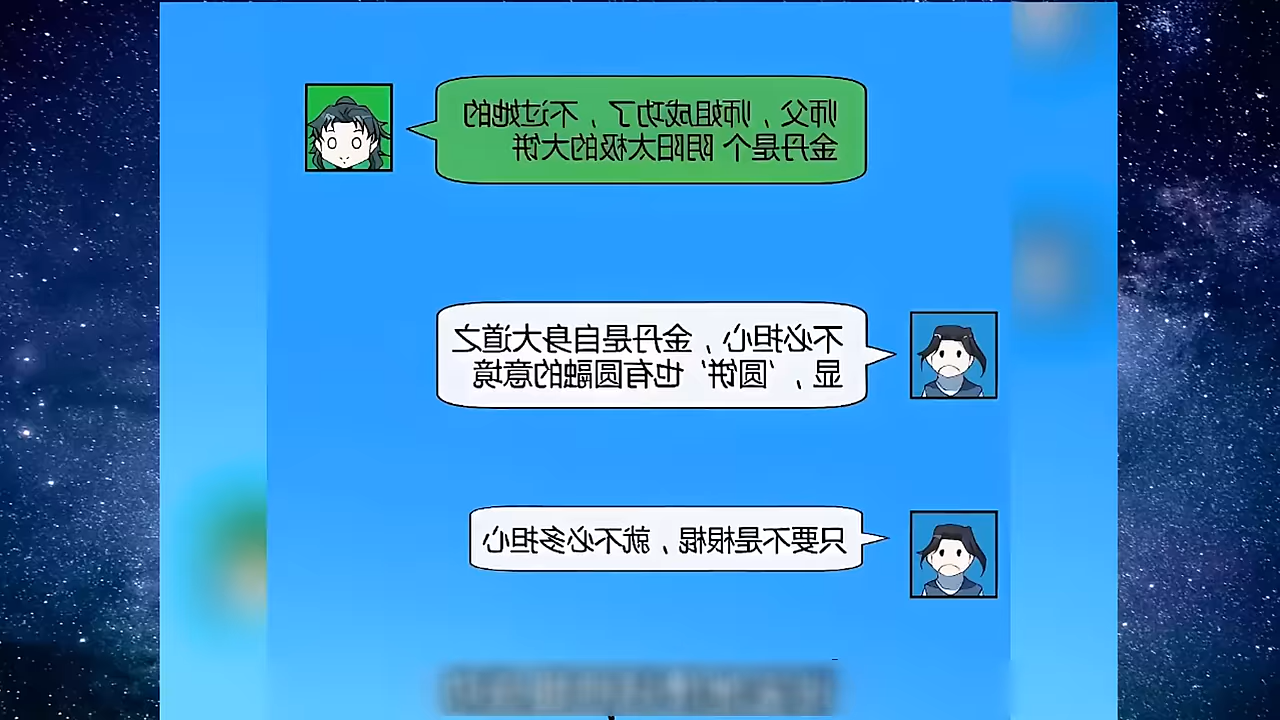 师父，师姐成功了，不过她的
金丹是个阴阳太极的大饼
不必担心，金丹是自身大道之
显，‘圆饼’也有圆融的意境
只要不是根棍，就不必多担心